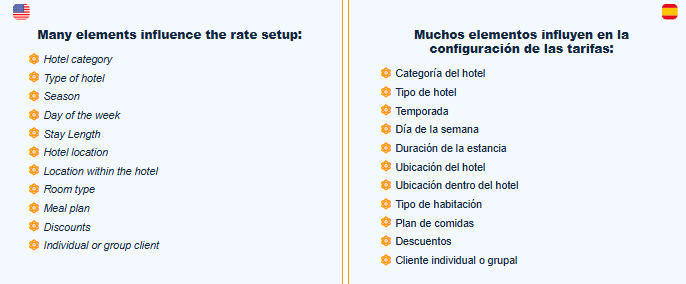 Many elements influence the rate setup:
Hotel category
Type of hotel
Season
Day of the week
Stay Length
Hotel location
Location within the hotel
Room type
Meal plan
Discounts
Individual or group client
Muchos elementos influyen en la
configuración de las tarifas:
Categoría del hotel
Tipo de hotel
Temporada
Día de la semana
Duración de la estancia
Ubicación del hotel
Ubicación dentro del hotel
Tipo de habitación
Plan de comidas
Descuentos
Cliente individual o grupal